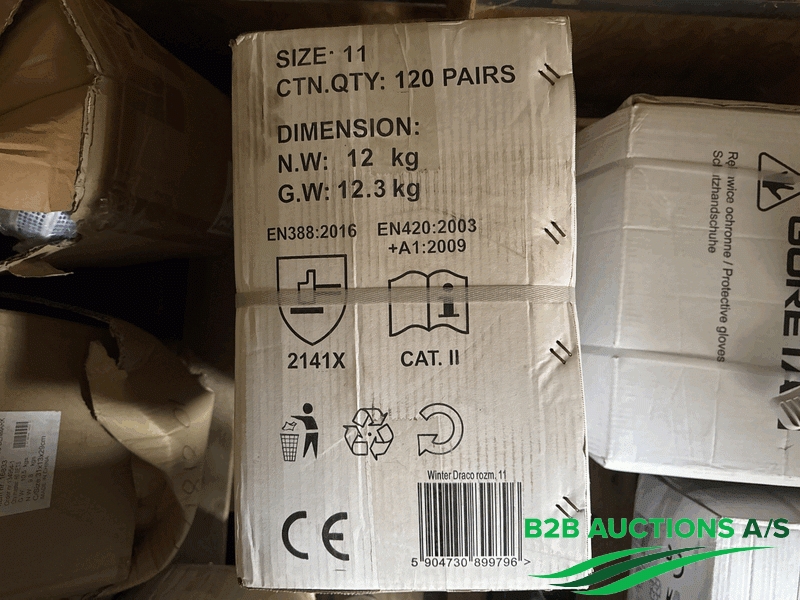 SIZE: 11
CTN.QTY: 120 PAIRS
DIMENSION:
N.W: 12 kg
G.W: 12.3 kg
EN388:2016 EN420:2003
+A1:2009
2141X
CAT. II
Winter Draco rozm. 11
5 904730 899796 >
CE
ochronne / Protective gloves
B2B AUCTIONS A/S